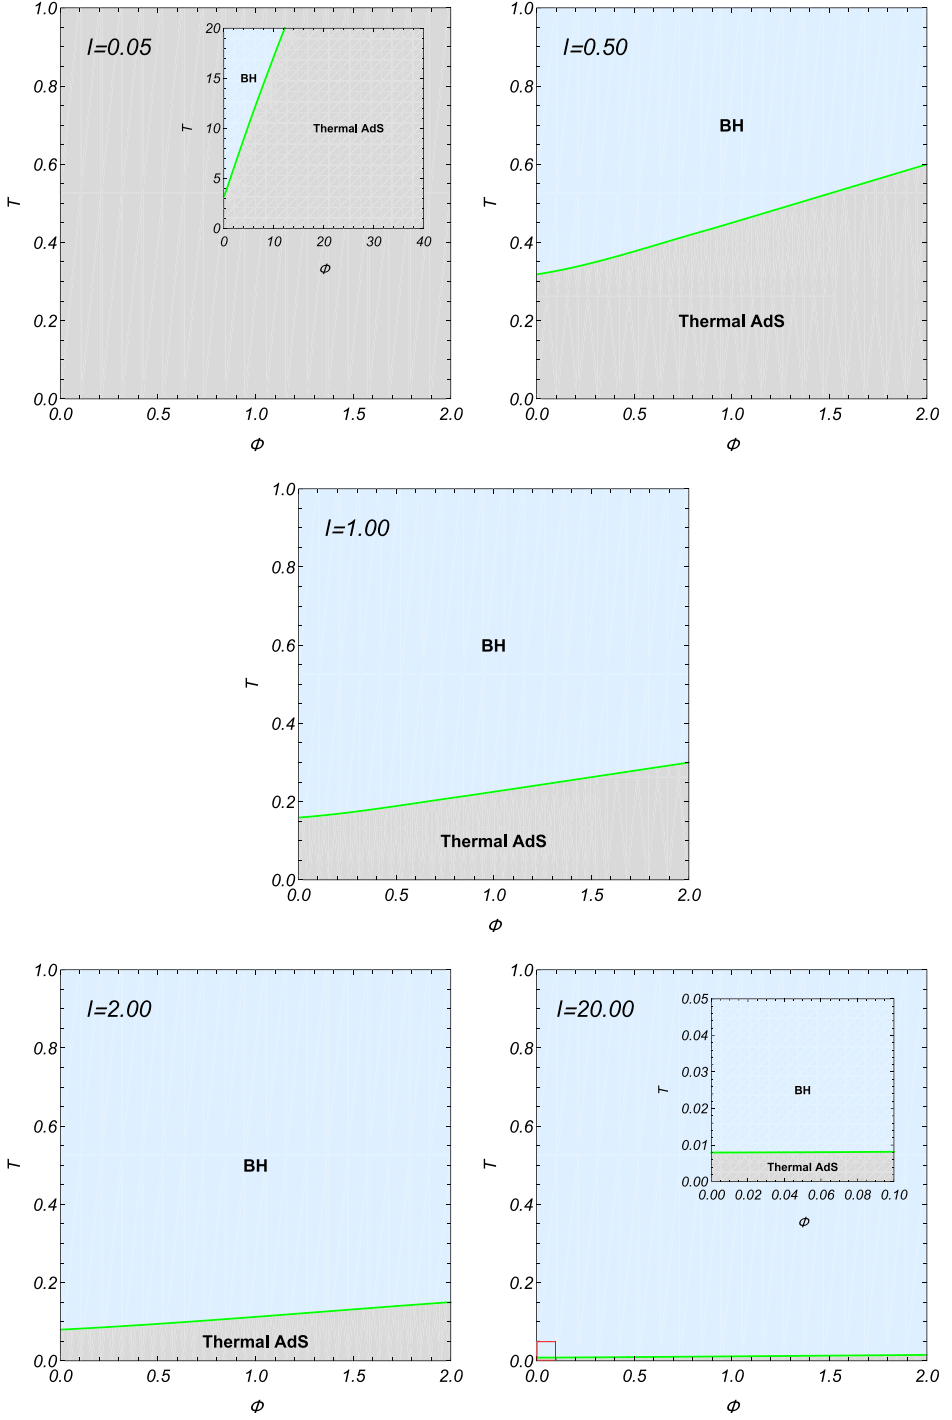 l=0.05
1.0
0.8
0.6
0.4
0.2
0.0
T
0.0 0.5 1.0 1.5 2.0
Φ
20
15
10
5
0
T
BH
Thermal AdS
0 10 20 30 40
Φ
l=0.50
1.0
0.8
0.6
0.4
0.2
0.0
T
BH
Thermal AdS
0.0 0.5 1.0 1.5 2.0
Φ
l=1.00
1.0
0.8
0.6
0.4
0.2
0.0
T
BH
Thermal AdS
0.0 0.5 1.0 1.5 2.0
Φ
l=2.00
1.0
0.8
0.6
0.4
0.2
0.0
T
BH
Thermal AdS
0.0 0.5 1.0 1.5 2.0
Φ
l=20.00
1.0
0.8
0.6
0.4
0.2
0.0
T
0.05
0.04
0.03
0.02
0.01
0.00
T
BH
Thermal AdS
0.00 0.02 0.04 0.06 0.08 0.10
Φ
0.0 0.5 1.0 1.5 2.0
Φ